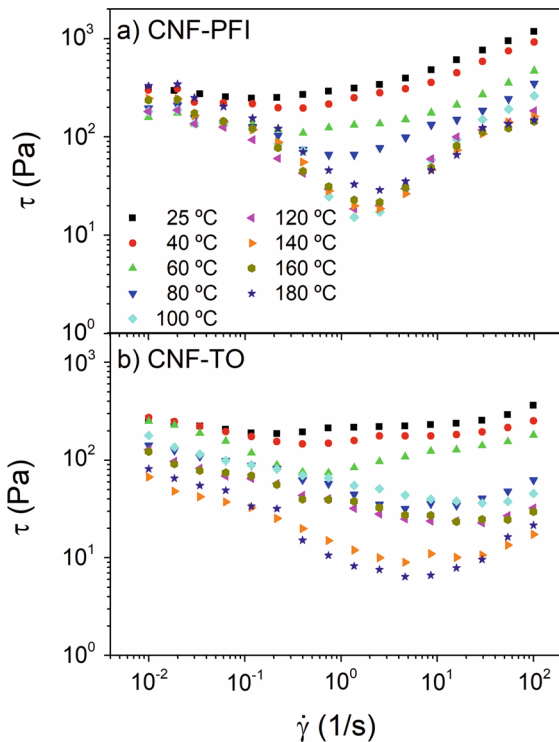 10³
a) CNF-PFI
10²
τ (Pa)
10¹
25 ºC
40 ºC
60 ºC
80 ºC
100 ºC
120 ºC
140 ºC
160 ºC
180 ºC
10⁰
b) CNF-TO
10²
τ (Pa)
10¹
10⁰
10⁻² 10⁻¹ 10⁰ 10¹ 10²
γ̇ (1/s)